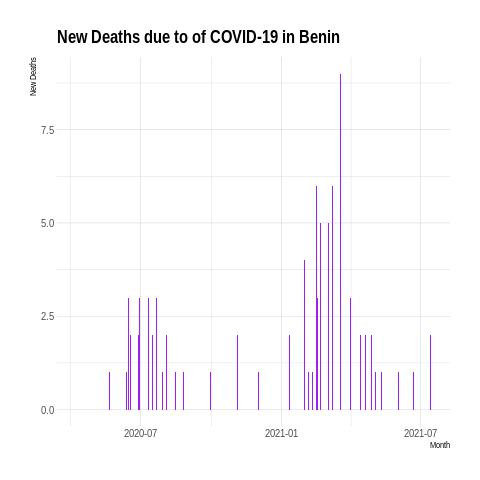 New Deaths due to of COVID-19 in Benin
New Deaths
7.5
5.0
2.5
0.0
2020-07 2021-01 2021-07
Month